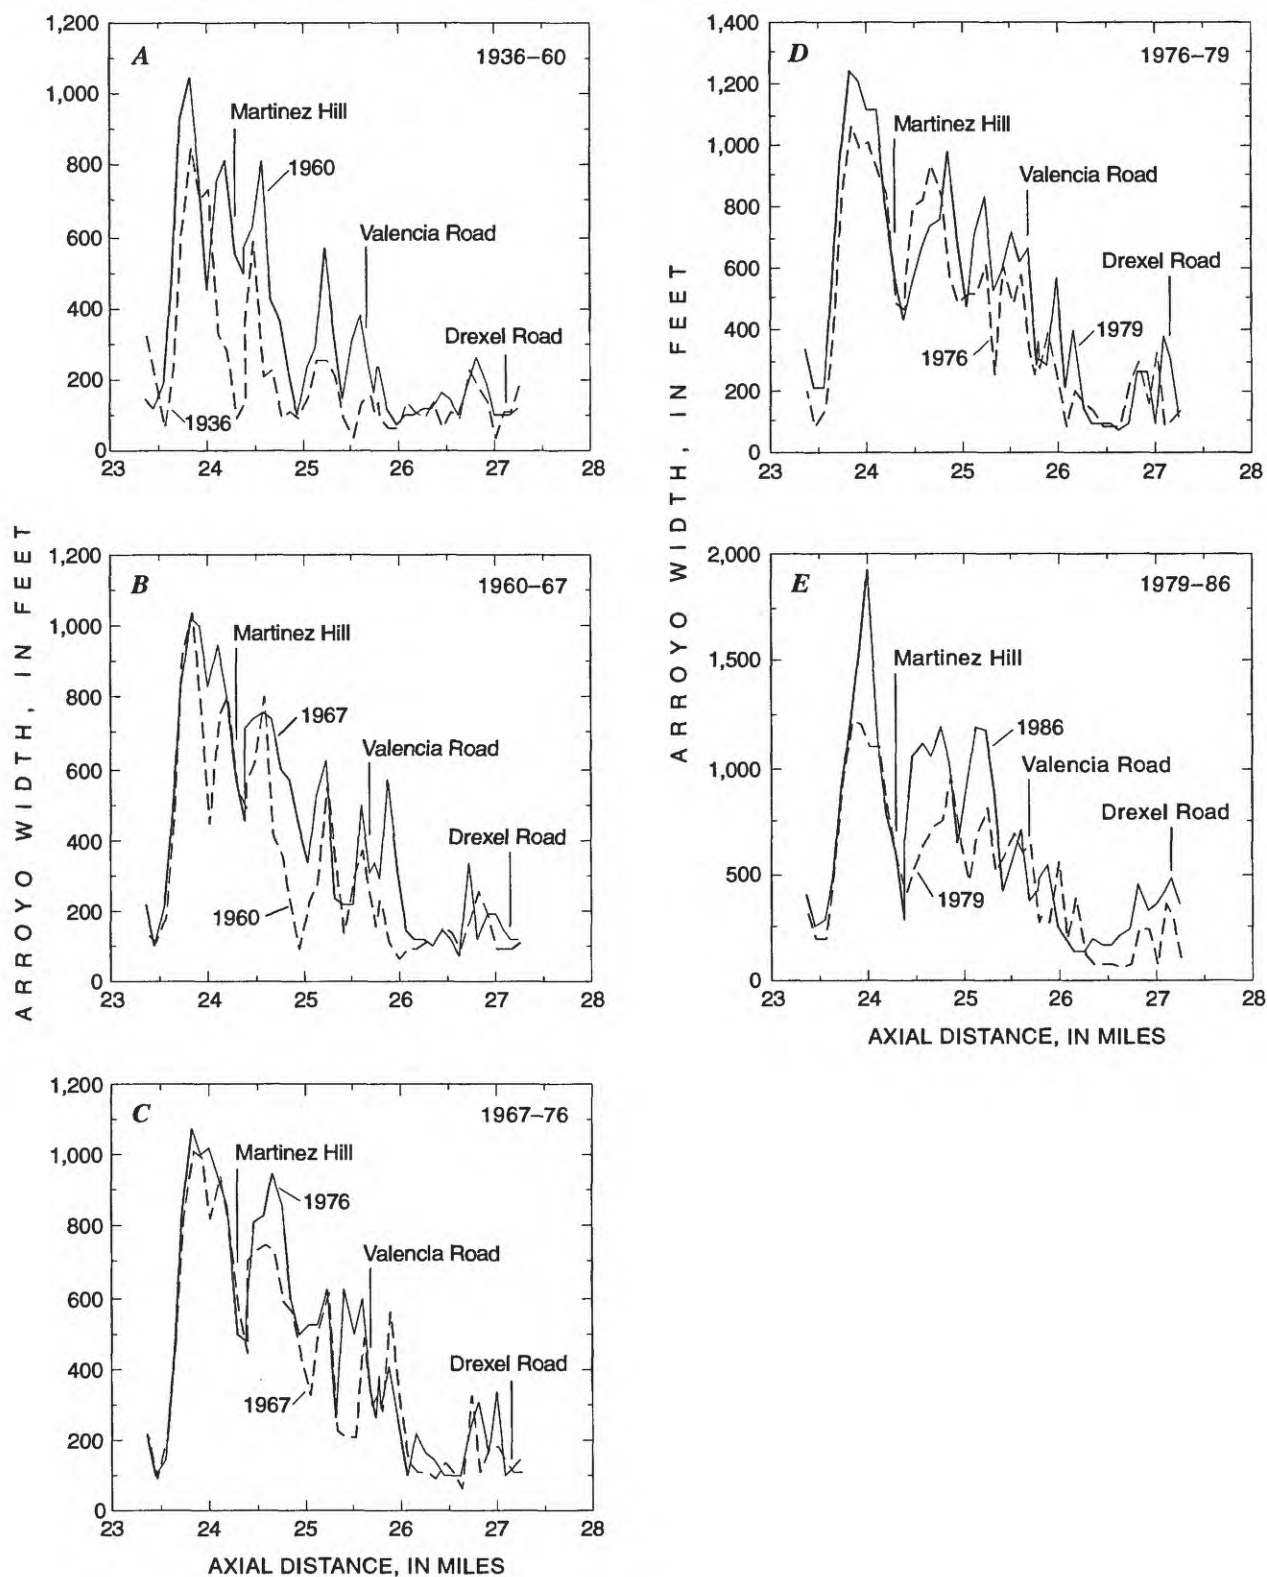 ARROYO WIDTH, IN FEET
1,200
1,000
800
600
400
200
0
A
1936–60
Martinez Hill
1960
Valencia Road
Drexel Road
1936
23 24 25 26 27 28
1,200
1,000
800
600
400
200
0
B
1960–67
Martinez Hill
1967
Valencia Road
Drexel Road
1960
23 24 25 26 27 28
1,200
1,000
800
600
400
200
0
C
1967–76
Martinez Hill
1976
Valencia Road
Drexel Road
1967
23 24 25 26 27 28
AXIAL DISTANCE, IN MILES
ARROYO WIDTH, IN FEET
1,400
1,200
1,000
800
600
400
200
0
D
1976–79
Martinez Hill
Valencia Road
Drexel Road
1979
1976
23 24 25 26 27 28
2,000
1,500
1,000
500
0
E
1979–86
Martinez Hill
1986
Valencia Road
Drexel Road
1979
23 24 25 26 27 28
AXIAL DISTANCE, IN MILES